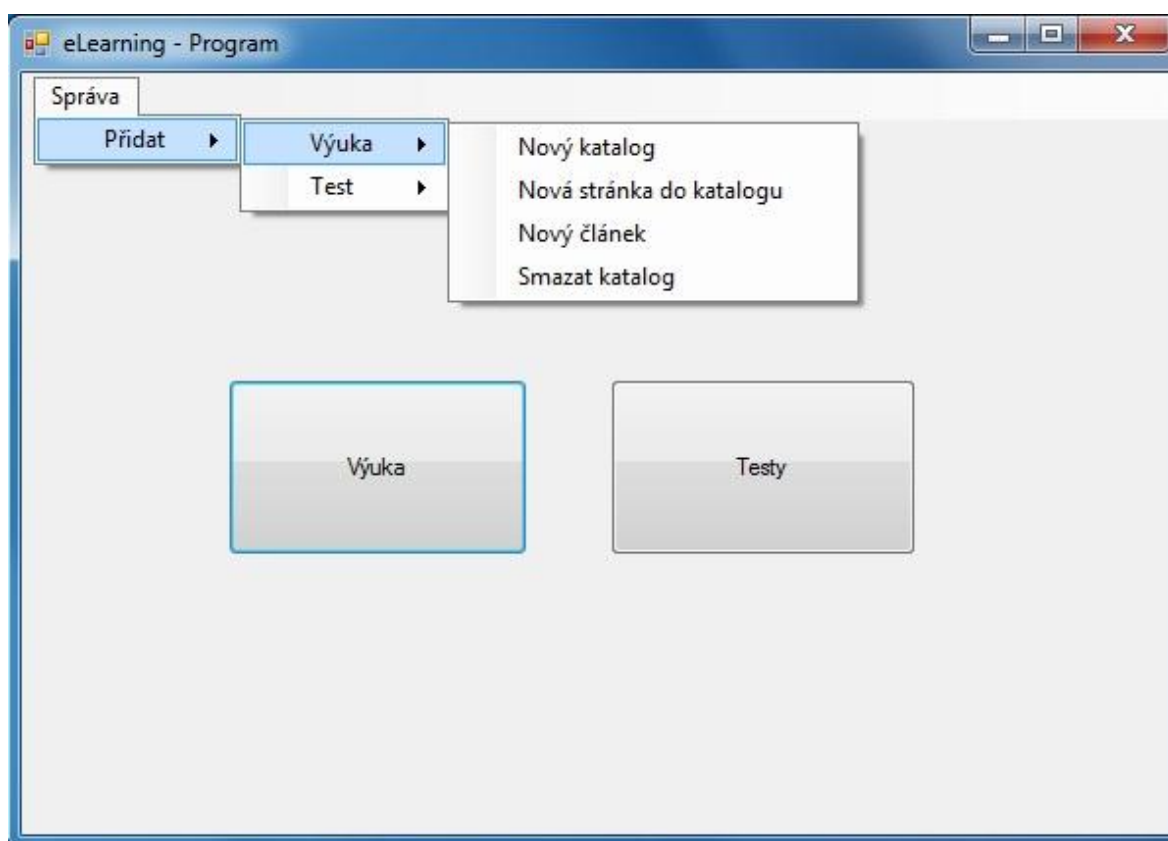 eLearning - Program
Správa
Přidat
Výuka
Test
Nový katalog
Nová stránka do katalogu
Nový článek
Smazat katalog
Výuka
Testy